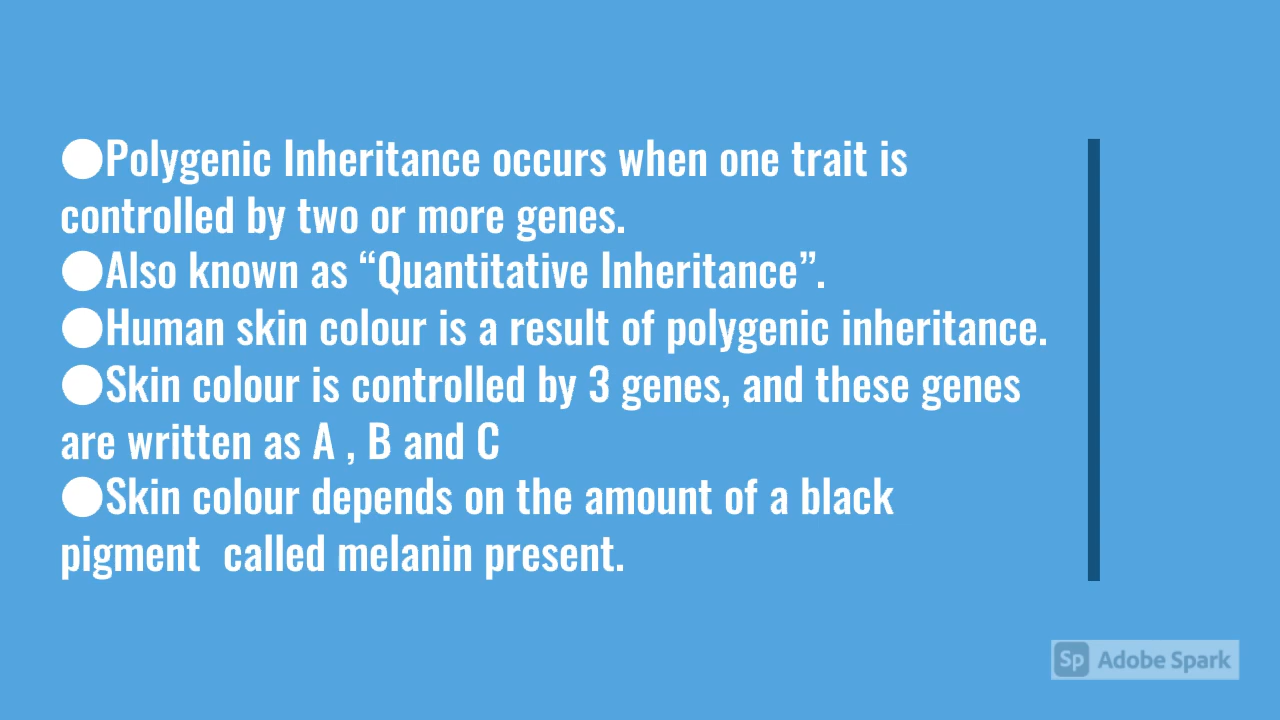 ●Polygenic Inheritance occurs when one trait is
controlled by two or more genes.
●Also known as “Quantitative Inheritance”.
●Human skin colour is a result of polygenic inheritance.
●Skin colour is controlled by 3 genes, and these genes
are written as A , B and C
●Skin colour depends on the amount of a black
pigment  called melanin present.
Sp Adobe Spark